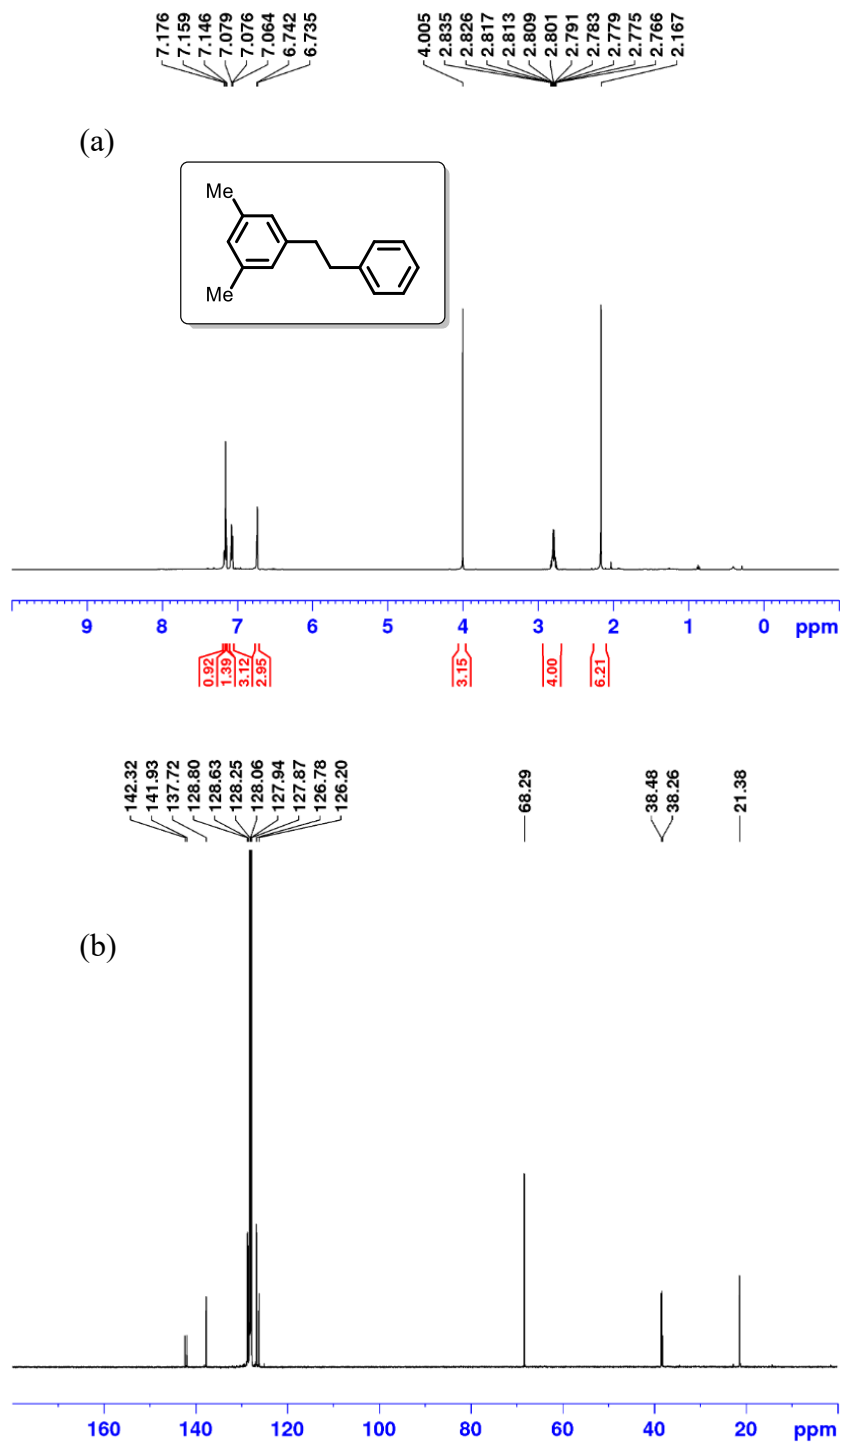 7.176 7.159 7.146 7.079 7.076 7.064 6.742 6.735 4.005 2.835 2.826 2.817 2.813 2.809 2.801 2.791 2.783 2.779 2.775 2.766 2.167
(a)
Me
Me
9 8 7 6 5 4 3 2 1 0 ppm
0.92 1.39 3.12 2.95 3.15 4.00 6.21
142.32 141.93 137.72 128.80 128.63 128.25 128.06 127.94 127.87 126.78 126.20 68.29 38.48 38.26 21.38
(b)
160 140 120 100 80 60 40 20 ppm